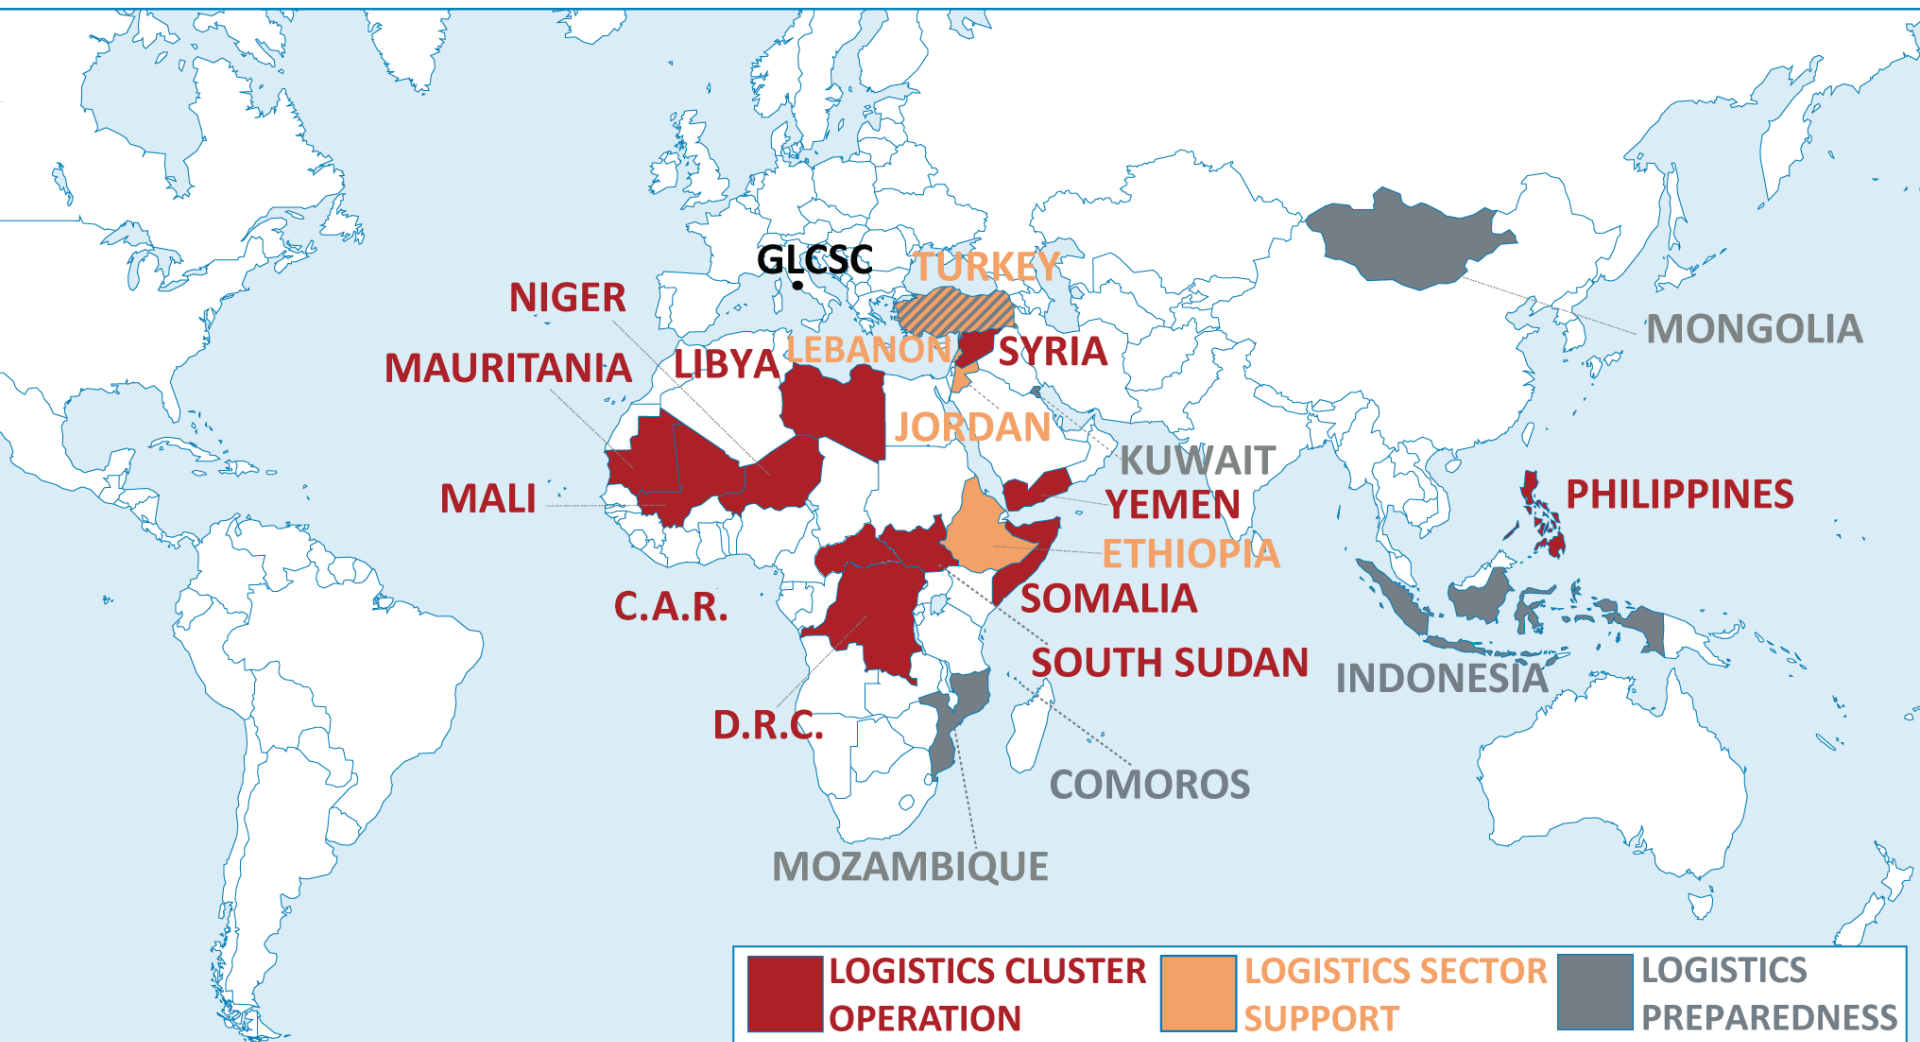 GLCSC
TURKEY
NIGER
MONGOLIA
LIBYA
LEBANON
SYRIA
MAURITANIA
JORDAN
KUWAIT
MALI
YEMEN
PHILIPPINES
ETHIOPIA
C.A.R.
SOMALIA
SOUTH SUDAN
INDONESIA
D.R.C.
COMOROS
MOZAMBIQUE
LOGISTICS CLUSTER
OPERATION
LOGISTICS SECTOR
SUPPORT
LOGISTICS
PREPAREDNESS